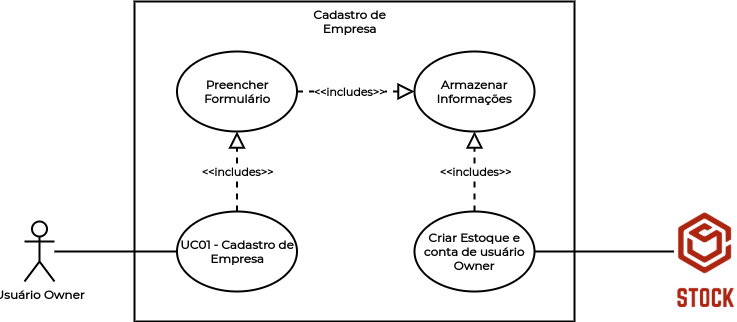 Cadastro de
Empresa
Preencher
Formulário
<<includes>>
Armazenar
Informações
<<includes>>
<<includes>>
UC01 - Cadastro de
Empresa
Criar Estoque e
conta de usuário
Owner
Usuário Owner
STOCK